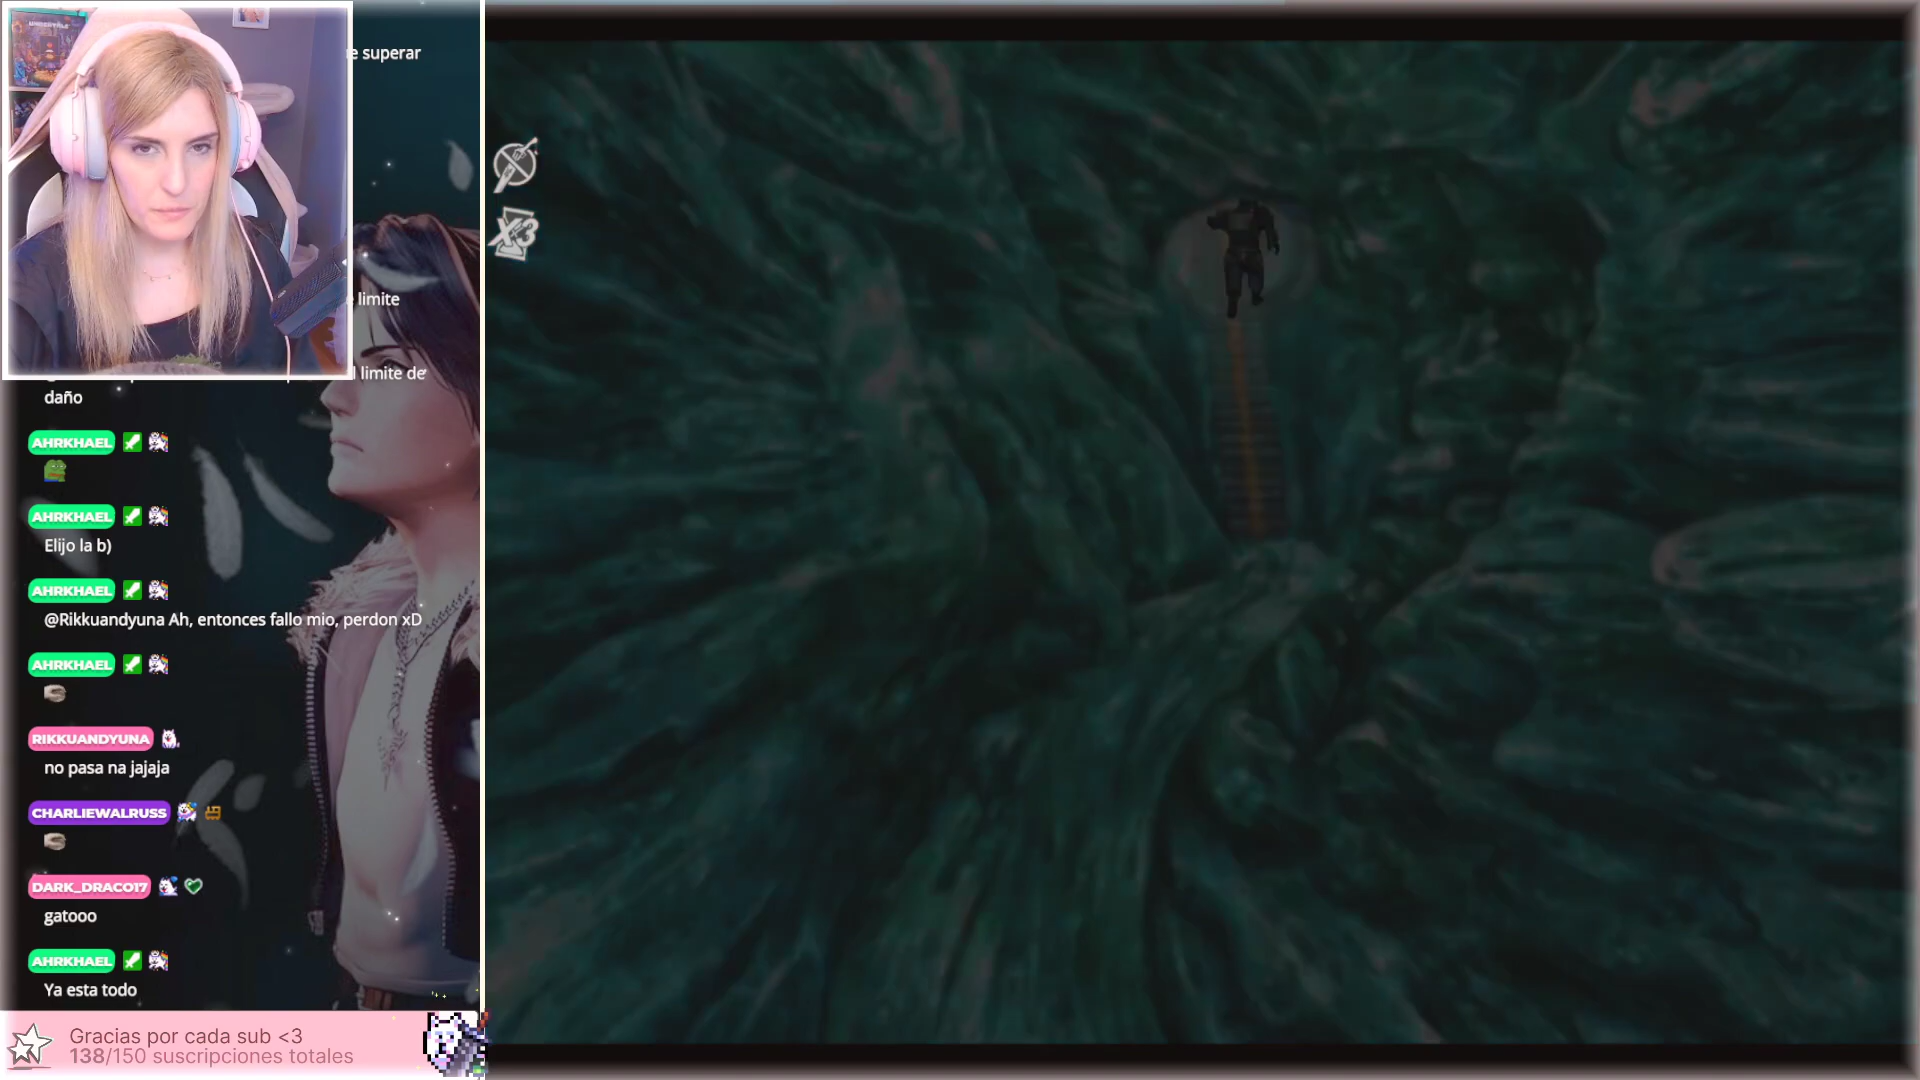 e superar
limite
l limite de
daño
AHRKHAEL
AHRKHAEL
Elijo la b)
AHRKHAEL
@Rikkuandyuna Ah, entonces fallo mio, perdon xD
AHRKHAEL
RIKKUANDYUNA
no pasa na jajaja
CHARLIEWALRUSS
DARK_DRACO17
gatooo
AHRKHAEL
Ya esta todo
Gracias por cada sub <3
138/150 suscripciones totales
X3